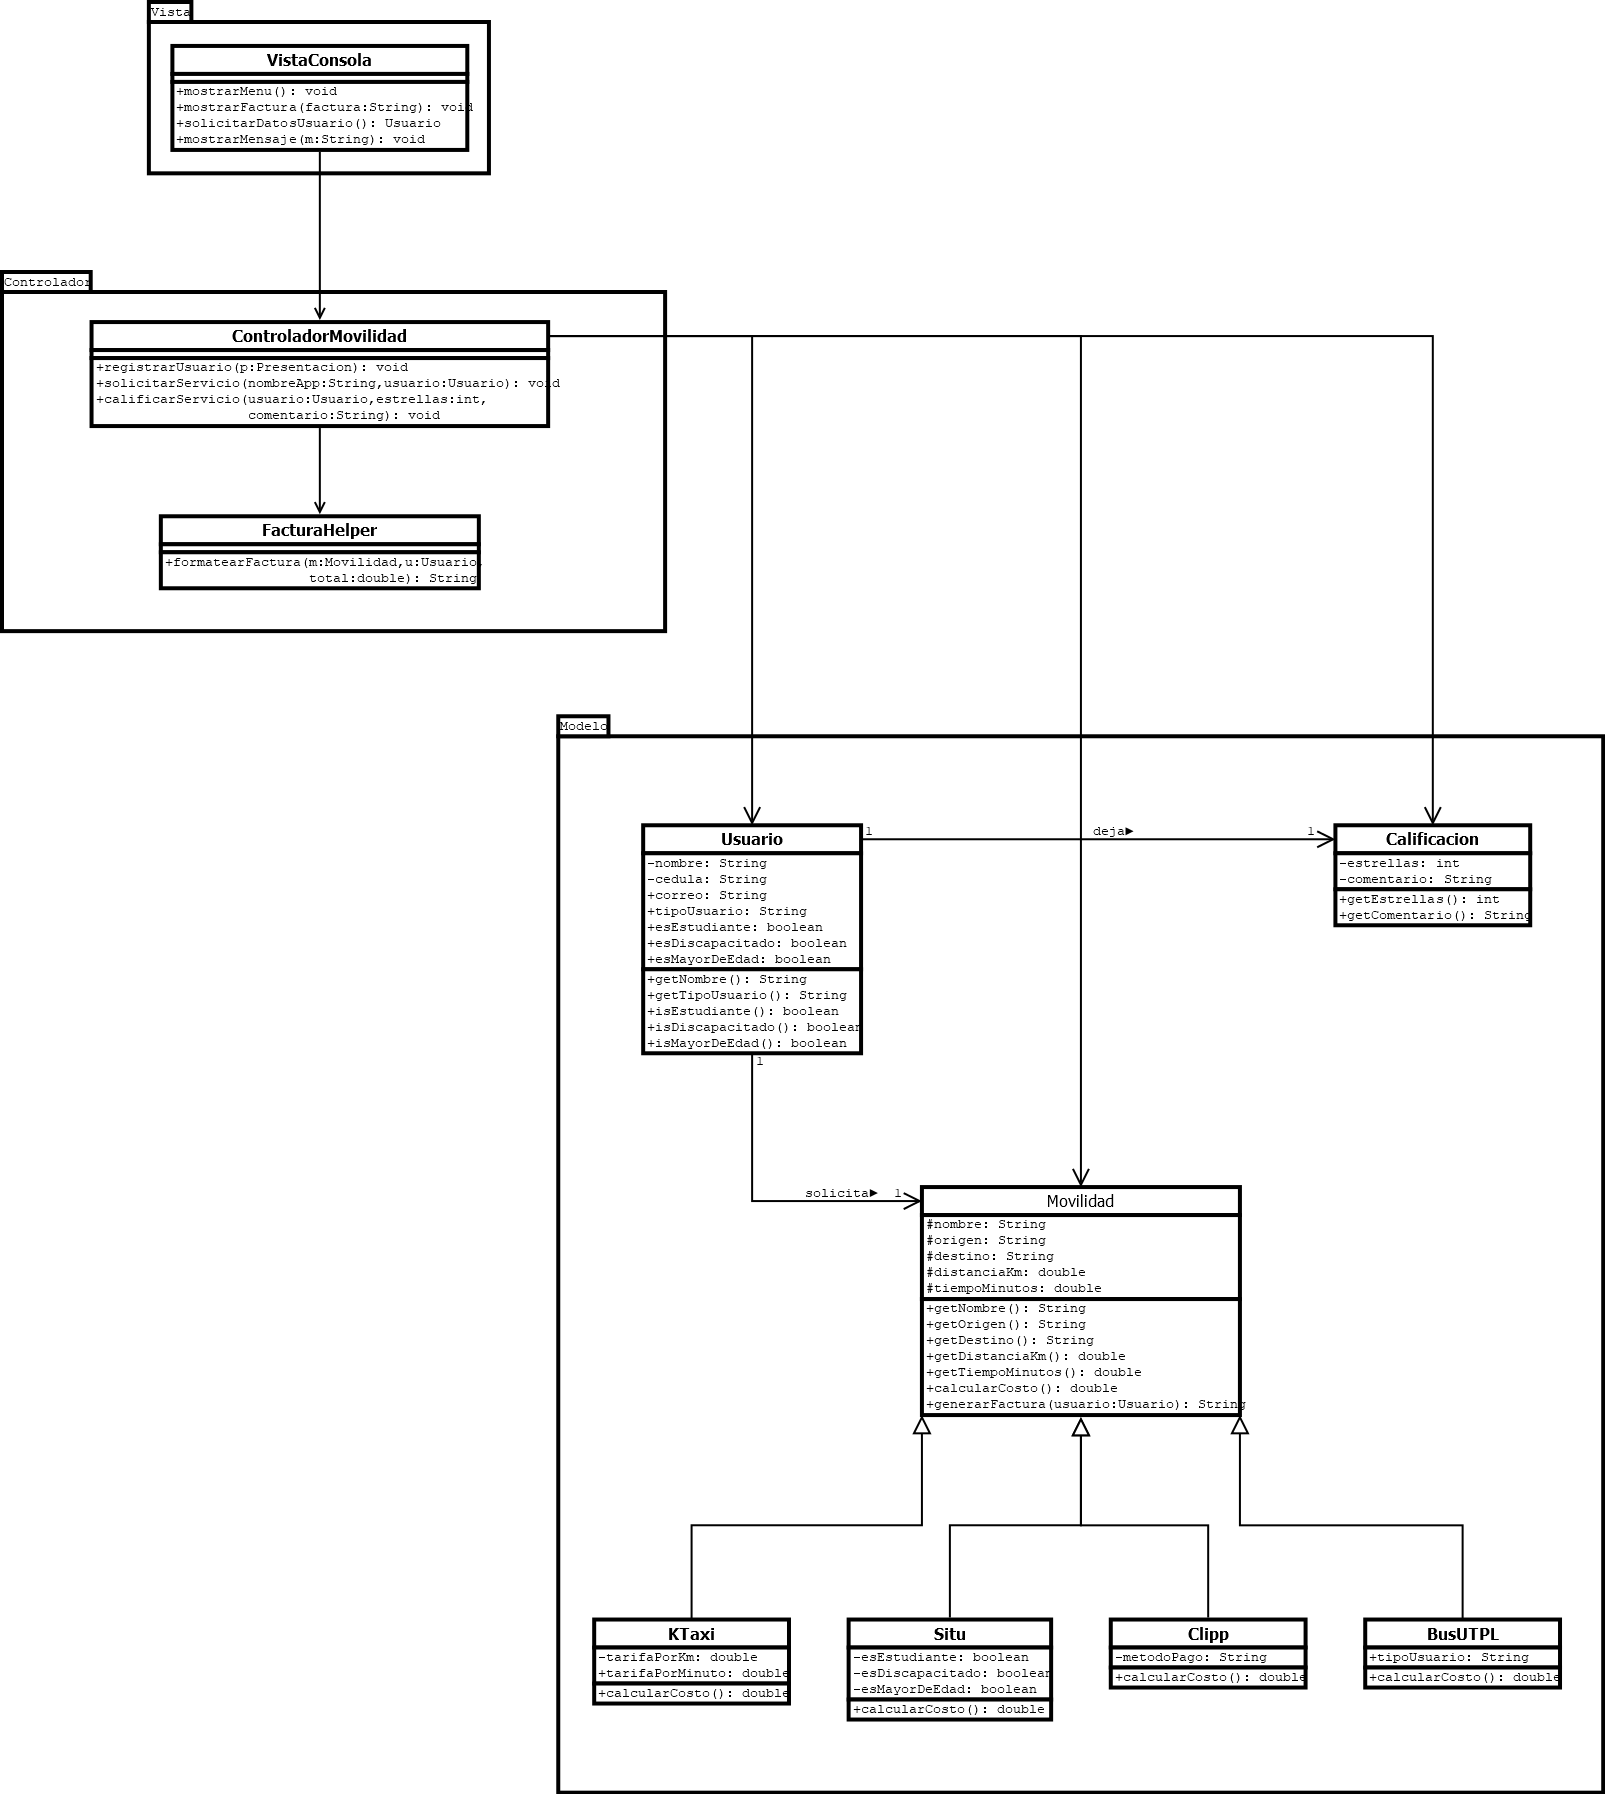 Vista
VistaConsola
+mostrarMenu(): void
+mostrarFactura(factura:String): void
+solicitarDatosUsuario(): Usuario
+mostrarMensaje(m:String): void
Controlador
ControladorMovilidad
+registrarUsuario(p:Presentacion): void
+solicitarServicio(nombreApp:String,usuario:Usuario): void
+calificarServicio(usuario:Usuario,estrellas:int,
comentario:String): void
FacturaHelper
+formatearFactura(m:Movilidad,u:Usuario,
total:double): String
Modelo
Usuario
-nombre: String
-cedula: String
+correo: String
+tipoUsuario: String
+esEstudiante: boolean
+esDiscapacitado: boolean
+esMayorDeEdad: boolean
+getNombre(): String
+getTipoUsuario(): String
+isEstudiante(): boolean
+isDiscapacitado(): boolean
+isMayorDeEdad(): boolean
1
deja►
1
Calificacion
-estrellas: int
-comentario: String
+getEstrellas(): int
+getComentario(): String
1
solicita►
1
Movilidad
#nombre: String
#origen: String
#destino: String
#distanciaKm: double
#tiempoMinutos: double
+getNombre(): String
+getOrigen(): String
+getDestino(): String
+getDistanciaKm(): double
+getTiempoMinutos(): double
+calcularCosto(): double
+generarFactura(usuario:Usuario): String
KTaxi
-tarifaPorKm: double
+tarifaPorMinuto: double
+calcularCosto(): double
Situ
-esEstudiante: boolean
-esDiscapacitado: boolean
-esMayorDeEdad: boolean
+calcularCosto(): double
Clipp
-metodoPago: String
+calcularCosto(): double
BusUTPL
+tipoUsuario: String
+calcularCosto(): double